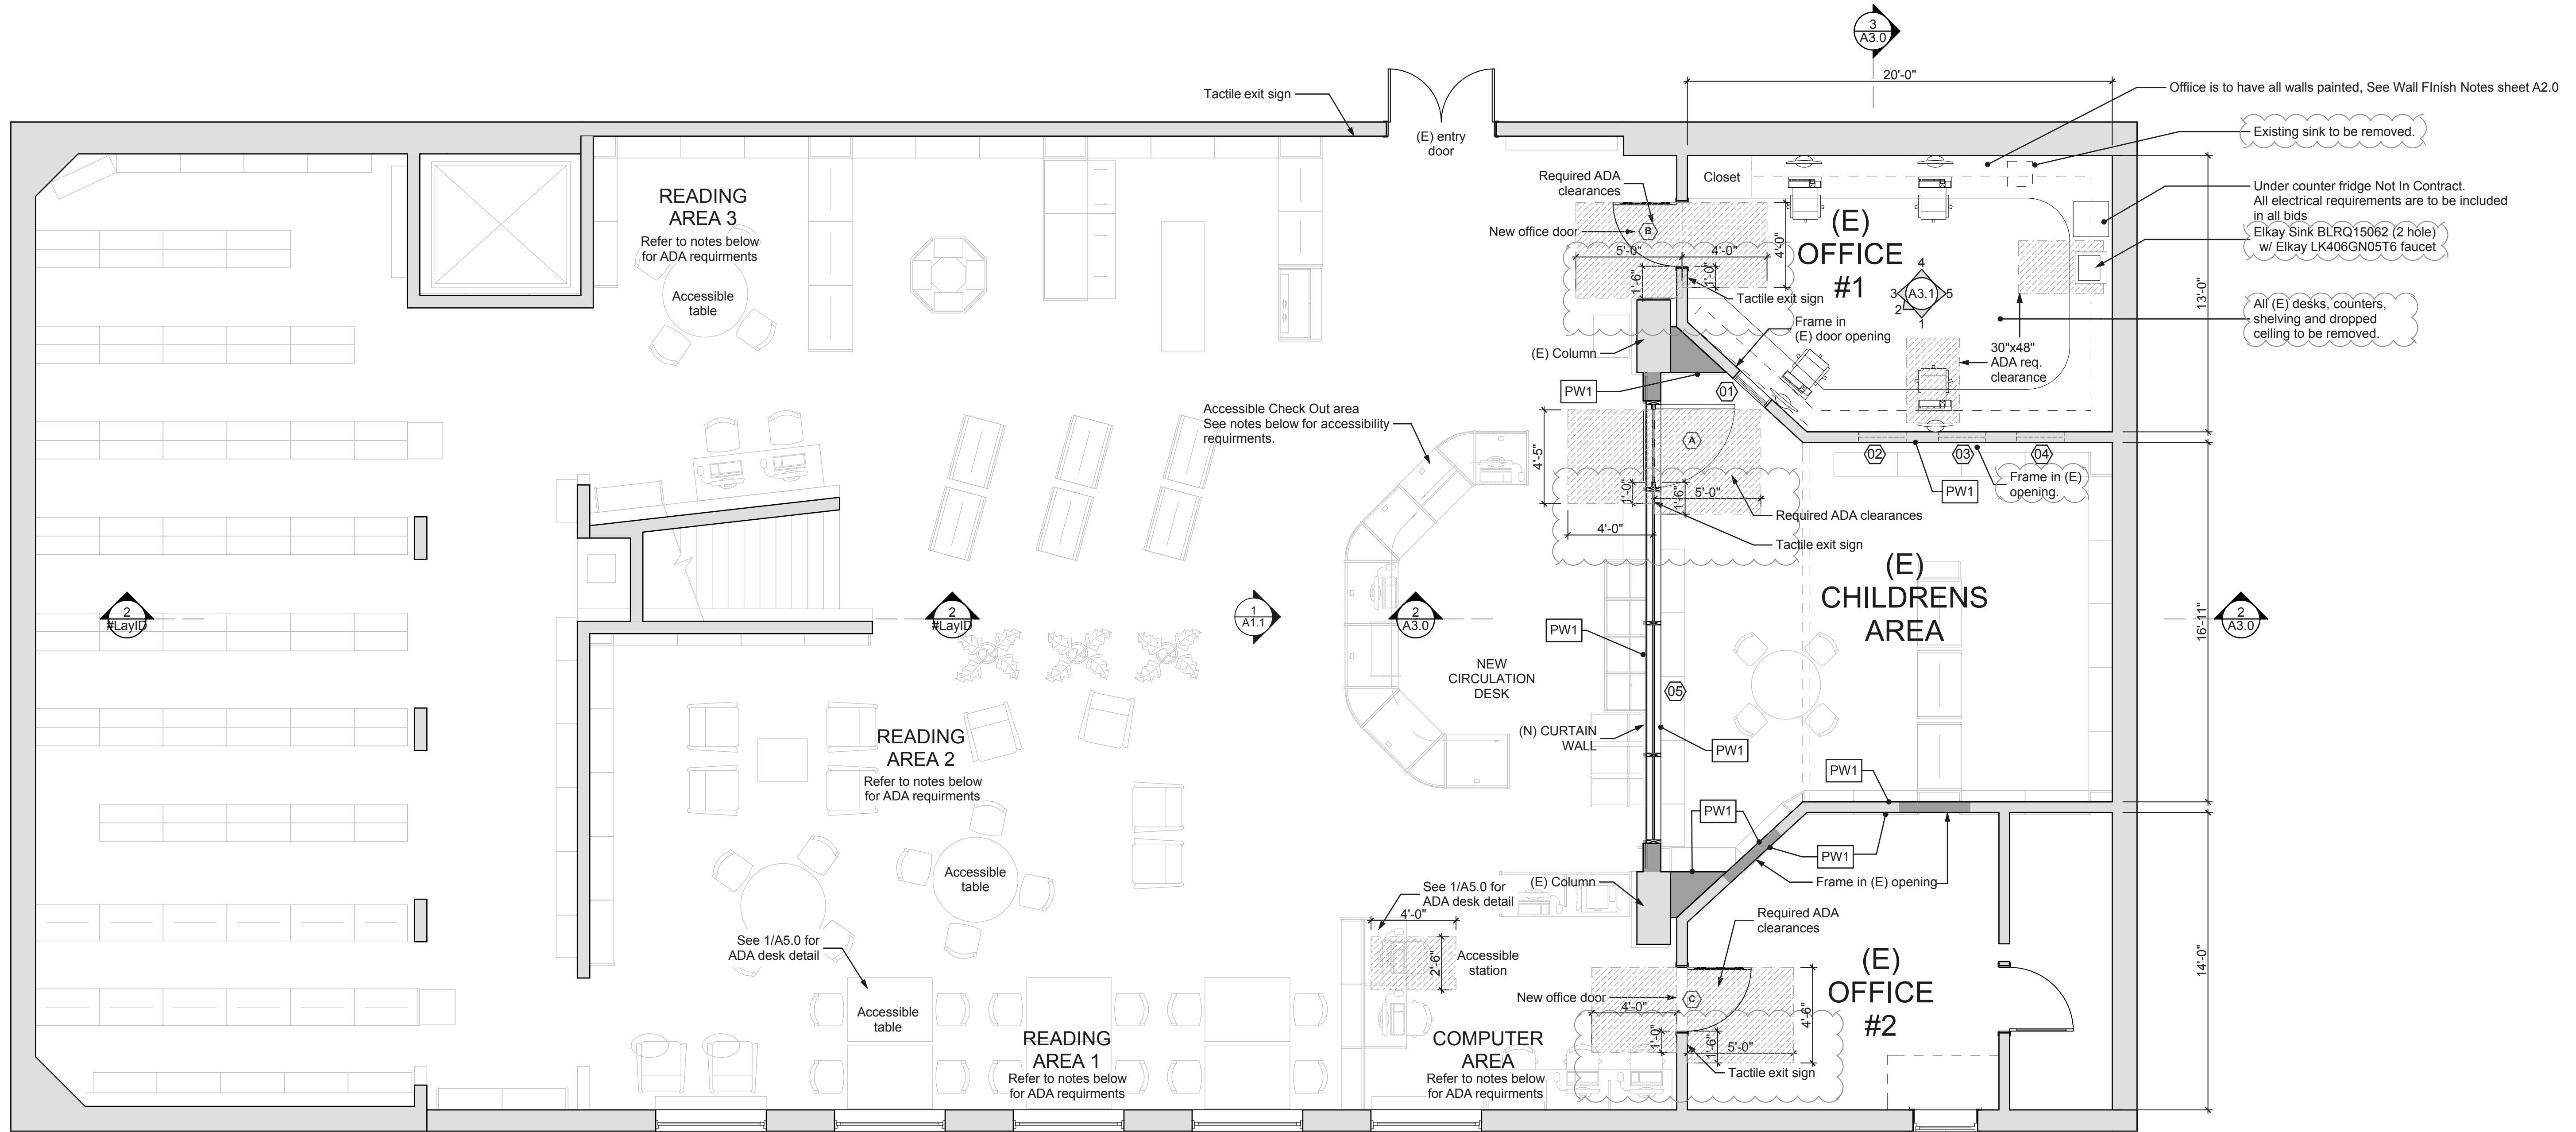 3
A3.0
20'-0"
Tactile exit sign
(E) entry
door
Office is to have all walls painted, See Wall FInish Notes sheet A2.0
Existing sink to be removed.
Under counter fridge Not In Contract.
All electrical requirements are to be included
in all bids
Elkay Sink BLRQ15062 (2 hole)
w/ Elkay LK406GN05T6 faucet
All (E) desks, counters,
shelving and dropped
ceiling to be removed.
13'-0"
Required ADA
clearances
Closet
New office door
B
5'-0"
4'-0"
4'-0"
1'-6"
1'-0"
Tactile exit sign
(E)
OFFICE
#1
4
3
A3.1
5
2
1
Frame in
(E) door opening
30"x48"
ADA req.
clearance
(E) Column
PW1
01
READING
AREA 3
Refer to notes below
for ADA requirments
Accessible
table
Accessible Check Out area
See notes below for accessibility
requirments.
A
4'-5"
1'-0"
1'-6"
5'-0"
4'-0"
Required ADA clearances
Tactile exit sign
02
03
04
PW1
Frame in (E)
opening.
(E)
CHILDRENS
AREA
16'-11"
2
#LayID
2
#LayID
1
A1.1
2
A3.0
2
A3.0
PW1
NEW
CIRCULATION
DESK
05
(N) CURTAIN
WALL
PW1
PW1
PW1
PW1
Frame in (E) opening
READING
AREA 2
Refer to notes below
for ADA requirments
Accessible
table
(E) Column
See 1/A5.0 for
ADA desk detail
4'-0"
2'-6"
Accessible
station
See 1/A5.0 for
ADA desk detail
Accessible
table
Required ADA
clearances
New office door
C
4'-0"
1'-0"
1'-6"
5'-0"
4'-6"
Tactile exit sign
(E)
OFFICE
#2
14'-0"
READING
AREA 1
Refer to notes below
for ADA requirments
COMPUTER
AREA
Refer to notes below
for ADA requirments